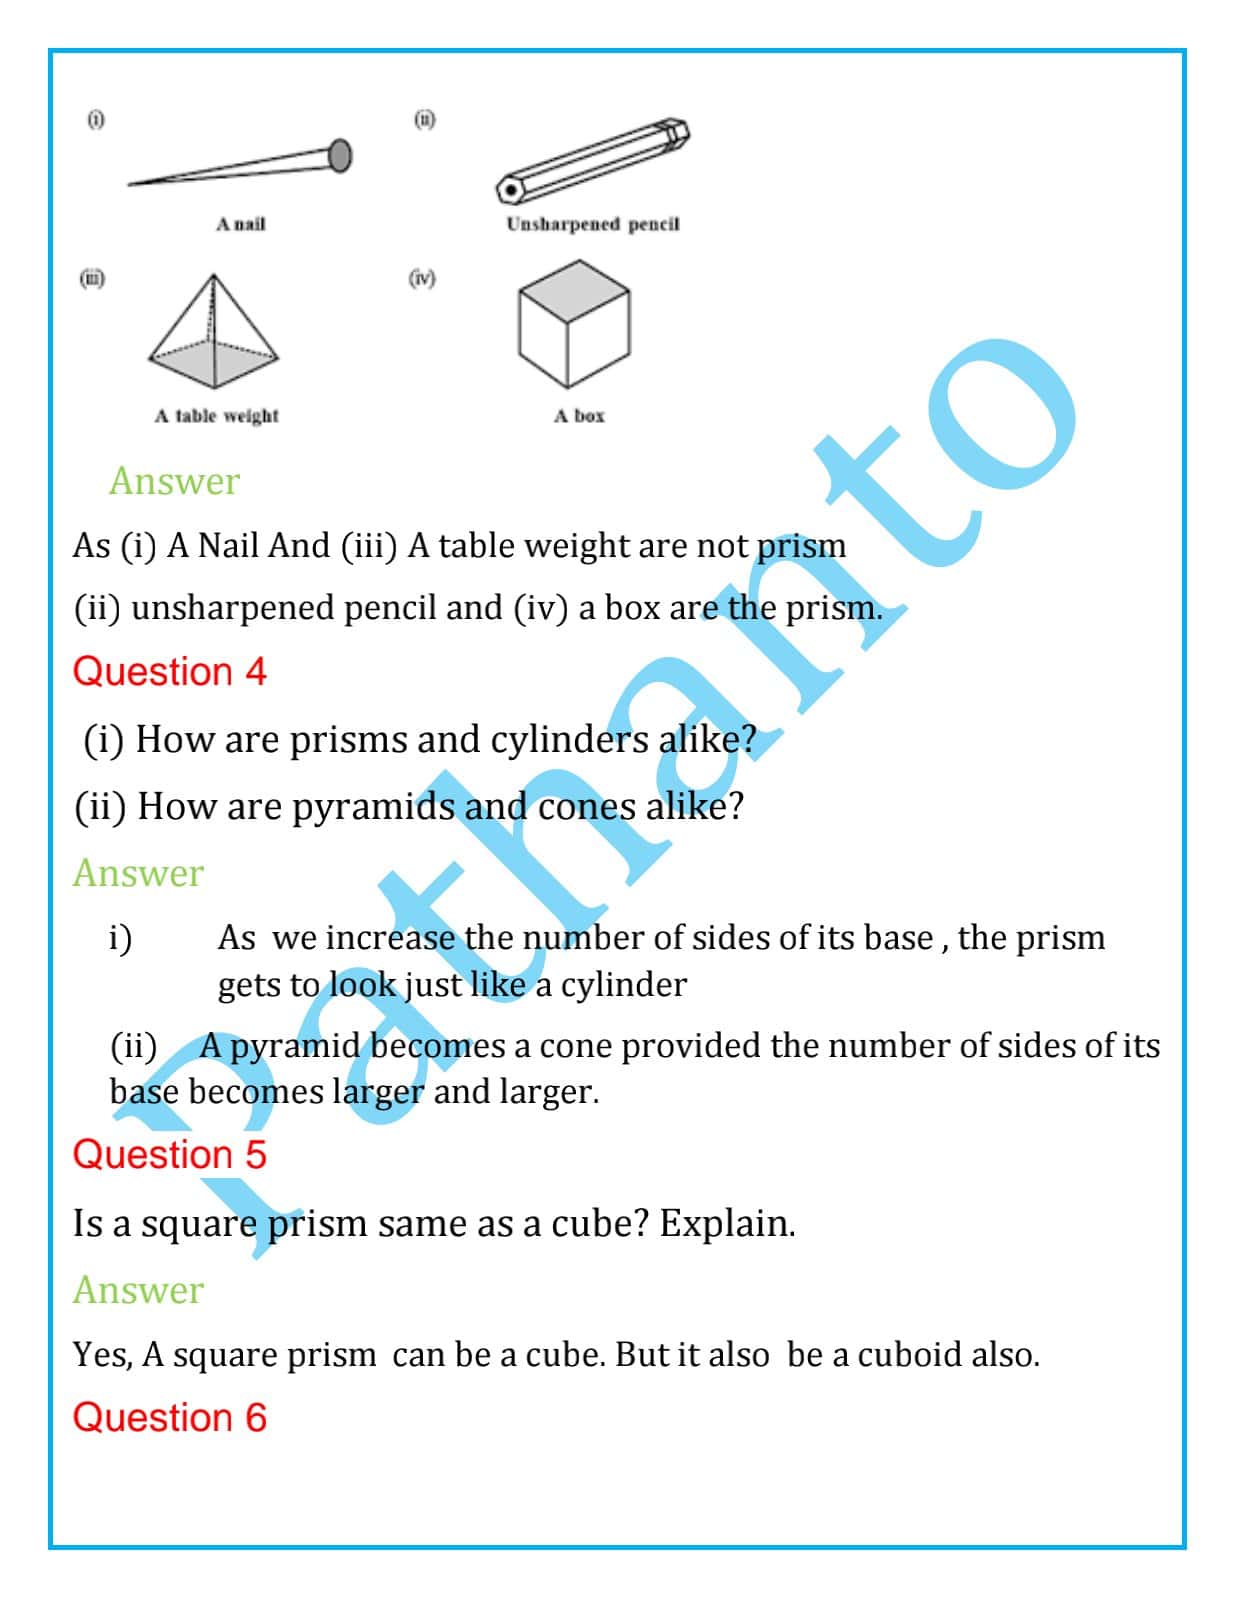 (i)
(ii)
A nail
Unsharpened pencil
(iii)
(iv)
A table weight
A box
Answer
As (i) A Nail And (iii) A table weight are not prism
(ii) unsharpened pencil and (iv) a box are the prism.
Question 4
(i) How are prisms and cylinders alike?
(ii) How are pyramids and cones alike?
Answer
i) As we increase the number of sides of its base , the prism
gets to look just like a cylinder
(ii) A pyramid becomes a cone provided the number of sides of its
base becomes larger and larger.
Question 5
Is a square prism same as a cube? Explain.
Answer
Yes, A square prism can be a cube. But it also be a cuboid also.
Question 6
Pathanto